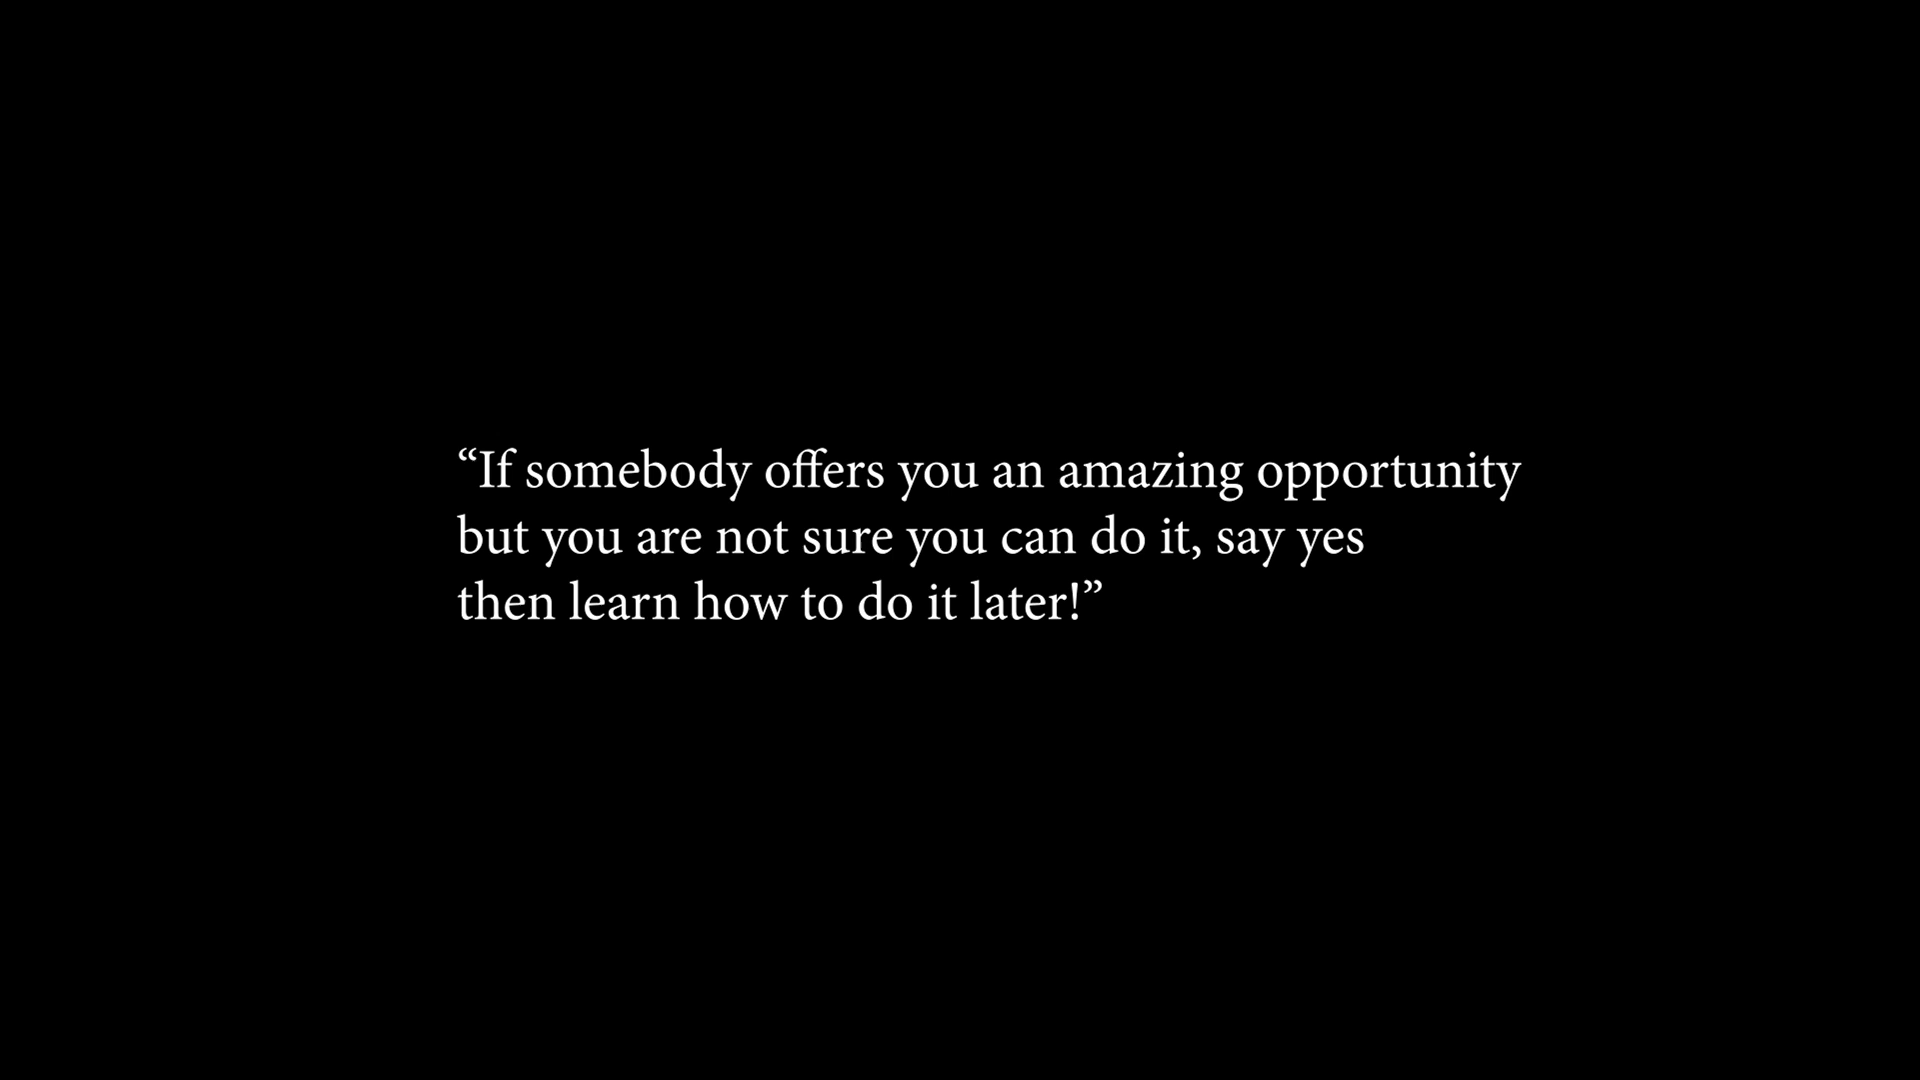 “If somebody offers you an amazing opportunity
but you are not sure you can do it, say yes
then learn how to do it later!”